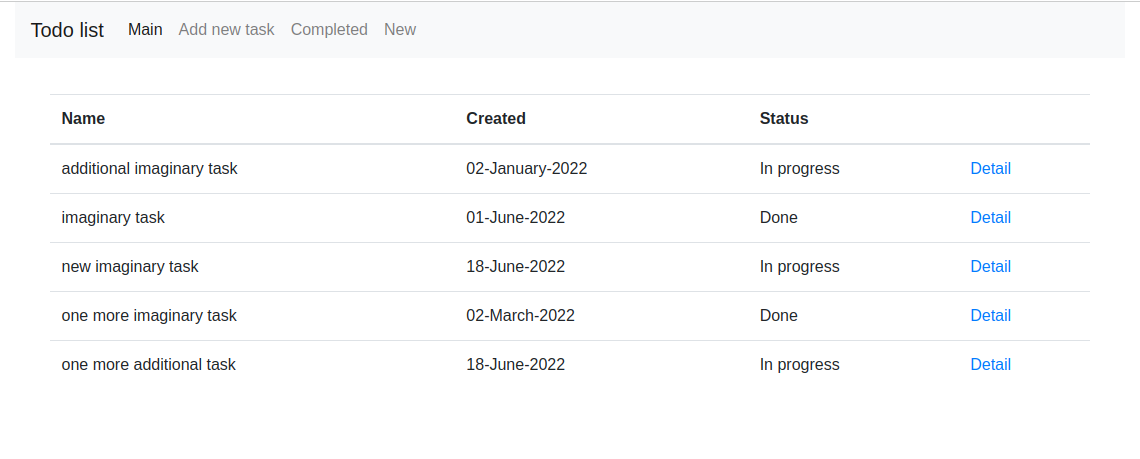 Todo list Main Add new task Completed New
Name Created Status
additional imaginary task 02-January-2022 In progress Detail
imaginary task 01-June-2022 Done Detail
new imaginary task 18-June-2022 In progress Detail
one more imaginary task 02-March-2022 Done Detail
one more additional task 18-June-2022 In progress Detail